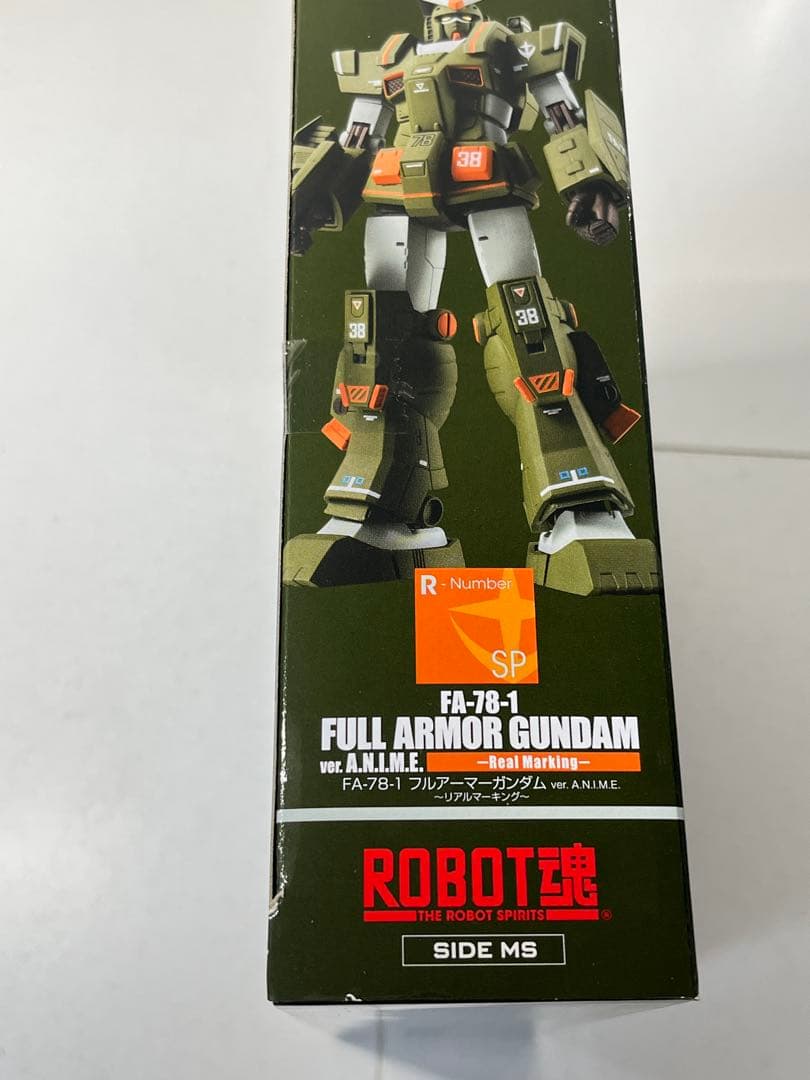 78
38
38
38
R - Number
SP
FA-78-1
FULL ARMOR GUNDAM
ver. A.N.I.M.E. －Real Marking－
FA-78-1 フルアーマーガンダム ver. A.N.I.M.E.
～リアルマーキング～
ROBOT魂
THE ROBOT SPIRITS
SIDE MS